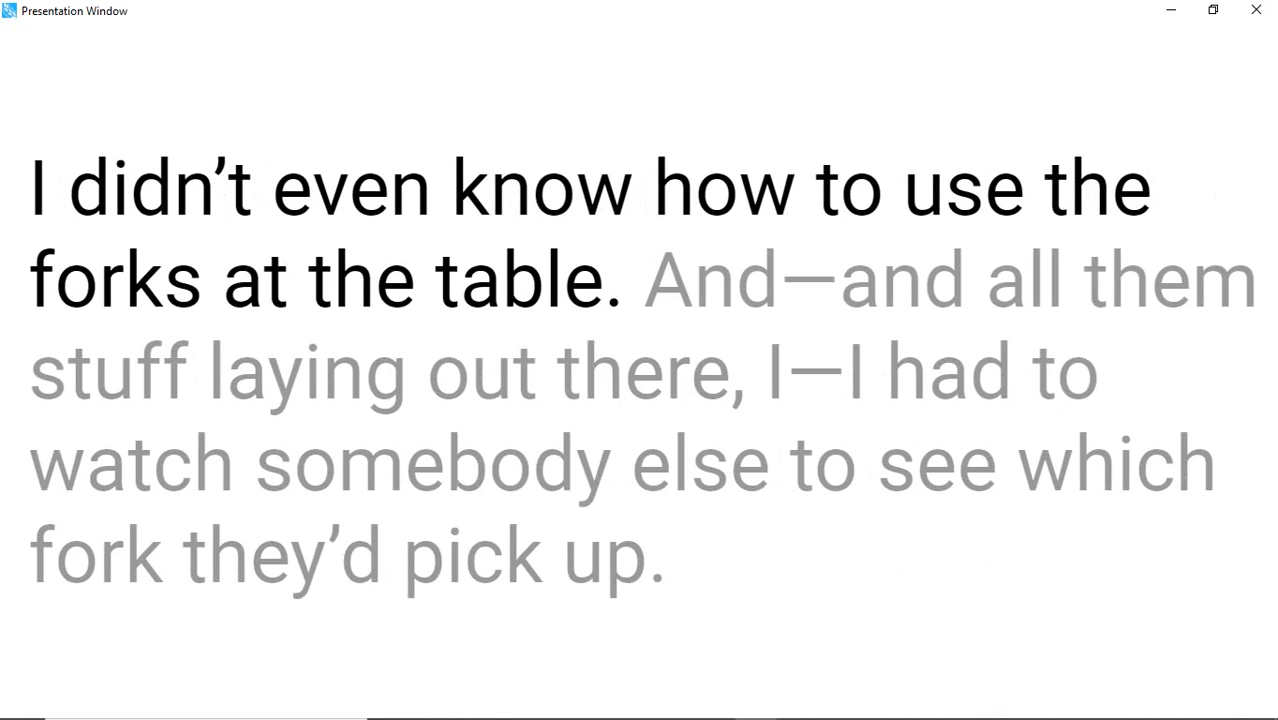 Presentation Window
I didn’t even know how to use the
forks at the table. And—and all them
stuff laying out there, I—I had to
watch somebody else to see which
fork they’d pick up.